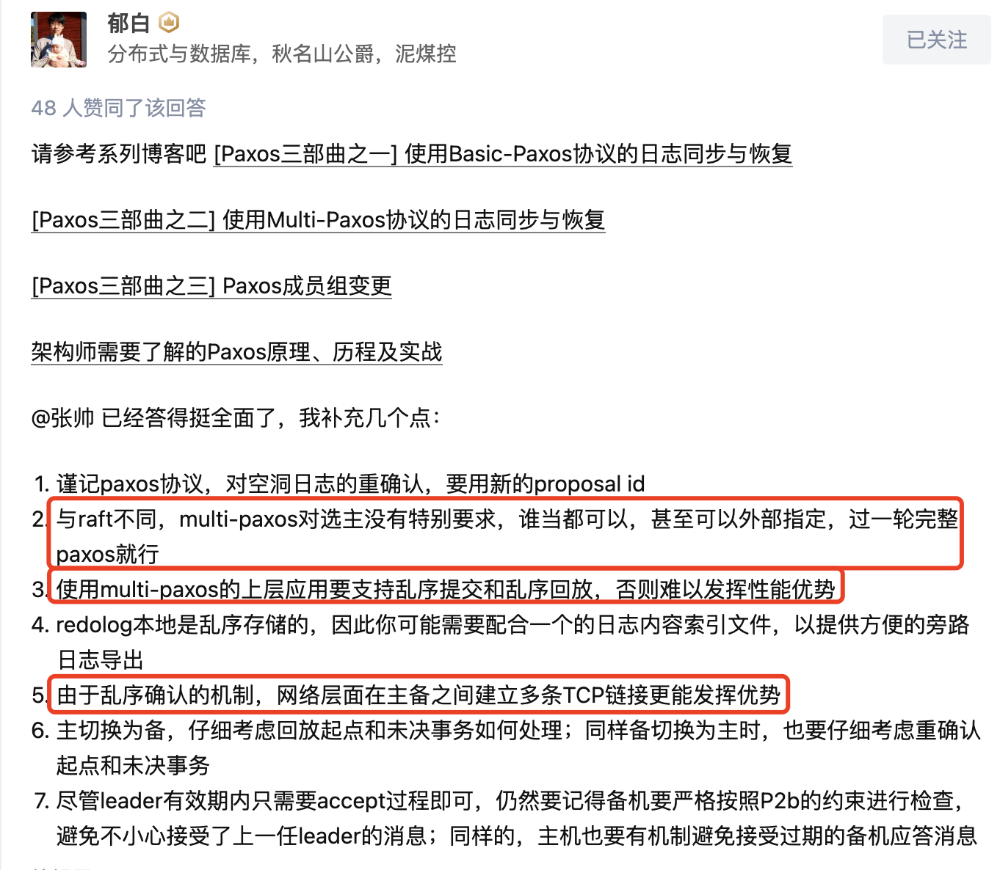 郁白
分布式与数据库，秋名山公爵，泥煤控
已关注
48 人赞同了该回答
请参考系列博客吧 [Paxos三部曲之一] 使用Basic-Paxos协议的日志同步与恢复
[Paxos三部曲之二] 使用Multi-Paxos协议的日志同步与恢复
[Paxos三部曲之三] Paxos成员组变更
架构师需要了解的Paxos原理、历程及实战
@张帅 已经答得挺全面了，我补充几个点：
1. 谨记paxos协议，对空洞日志的重确认，要用新的proposal id
2. 与raft不同，multi-paxos对选主没有特别要求，谁当都可以，甚至可以外部指定，过一轮完整
paxos就行
3. 使用multi-paxos的上层应用要支持乱序提交和乱序回放，否则难以发挥性能优势
4. redolog本地是乱序存储的，因此你可能需要配合一个的日志内容索引文件，以提供方便的旁路
日志导出
5. 由于乱序确认的机制，网络层面在主备之间建立多条TCP链接更能发挥优势
6. 主切换为备，仔细考虑回放起点和未决事务如何处理；同样备切换为主时，也要仔细考虑重确认
起点和未决事务
7. 尽管leader有效期内只需要accept过程即可，仍然要记得备机要严格按照P2b的约束进行检查，
避免不小心接受了上一任leader的消息；同样的，主机也要有机制避免接受过期的备机应答消息